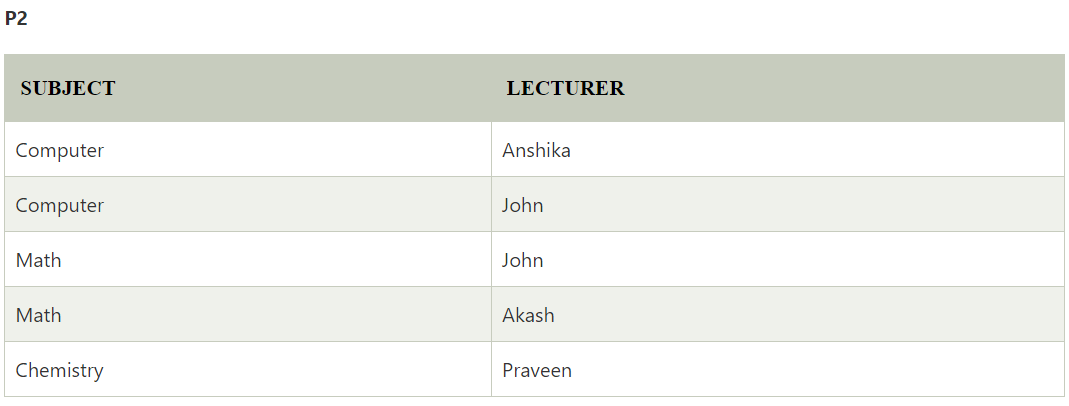 P2
SUBJECT LECTURER
Computer Anshika
Computer John
Math John
Math Akash
Chemistry Praveen